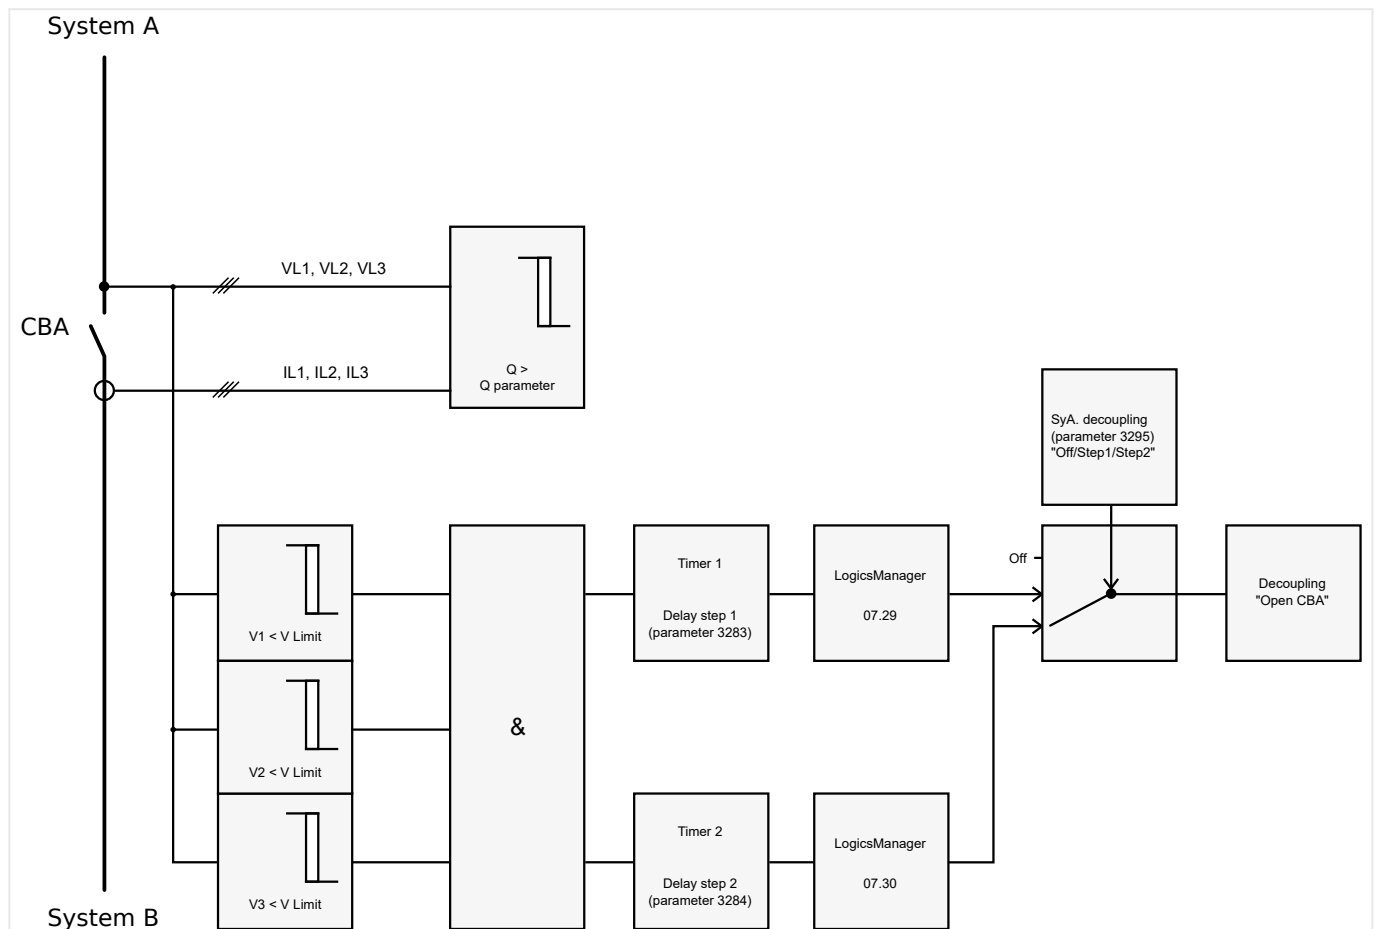 System A
VL1, VL2, VL3
CBA
IL1, IL2, IL3
Q >
Q parameter
SyA. decoupling
(parameter 3295)
"Off/Step1/Step2"
V1 < V Limit
V2 < V Limit
V3 < V Limit
&
Timer 1
Delay step 1
(parameter 3283)
LogicsManager
07.29
Off
Decoupling
"Open CBA"
Timer 2
Delay step 2
(parameter 3284)
LogicsManager
07.30
System B